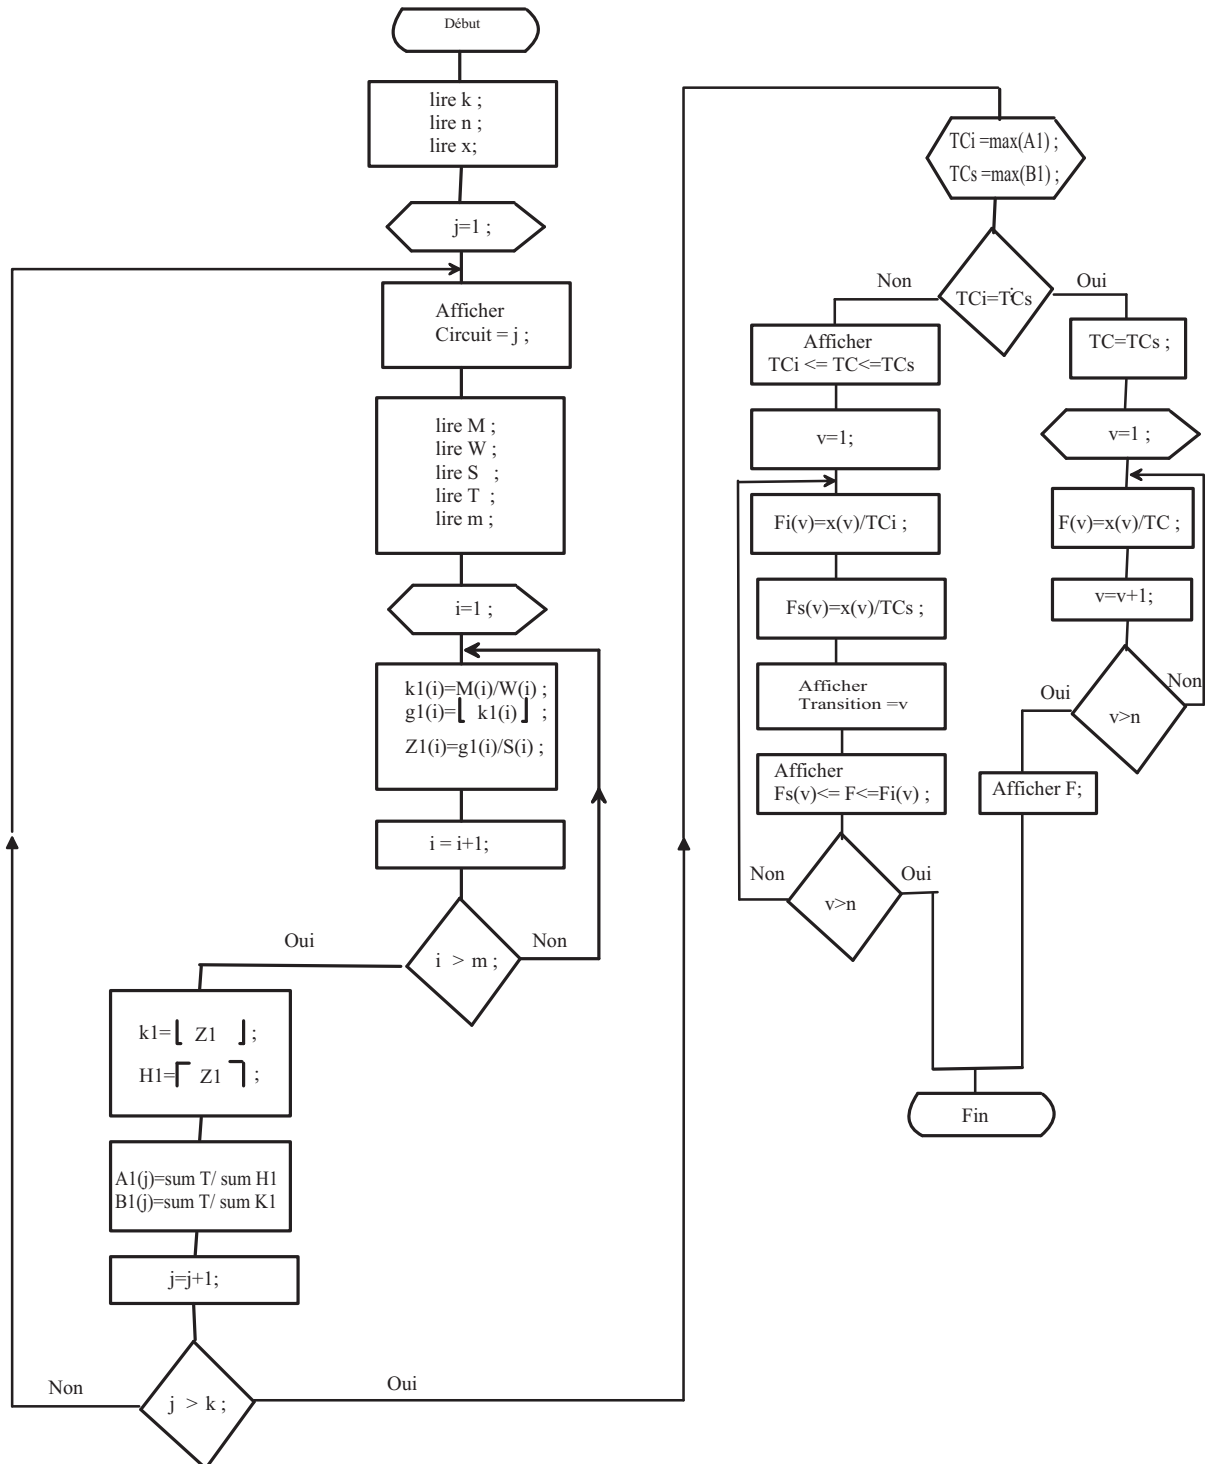 Début
lire k ;
lire n ;
lire x;
j=1 ;
Afficher
Circuit = j ;
lire M ;
lire W ;
lire S ;
lire T ;
lire m ;
i=1 ;
k1(i)=M(i)/W(i) ;
g1(i)=⌊ k1(i) ⌋ ;
Z1(i)=g1(i)/S(i) ;
i = i+1;
i > m ;
Oui
Non
k1=⌊ Z1 ⌋ ;
H1=⌈ Z1 ⌉ ;
A1(j)=sum T/ sum H1
B1(j)=sum T/ sum K1
j=j+1;
j > k ;
Non
Oui
TCi =max(A1) ;
TCs =max(B1) ;
TCi=TCs
Non
Oui
Afficher
TCi <= TC<=TCs
v=1;
Fi(v)=x(v)/TCi ;
Fs(v)=x(v)/TCs ;
Afficher
Transition =v
Afficher
Fs(v)<= F<=Fi(v) ;
v>n
Non
Oui
TC=TCs ;
v=1 ;
F(v)=x(v)/TC ;
v=v+1;
v>n
Oui
Non
Afficher F;
Fin